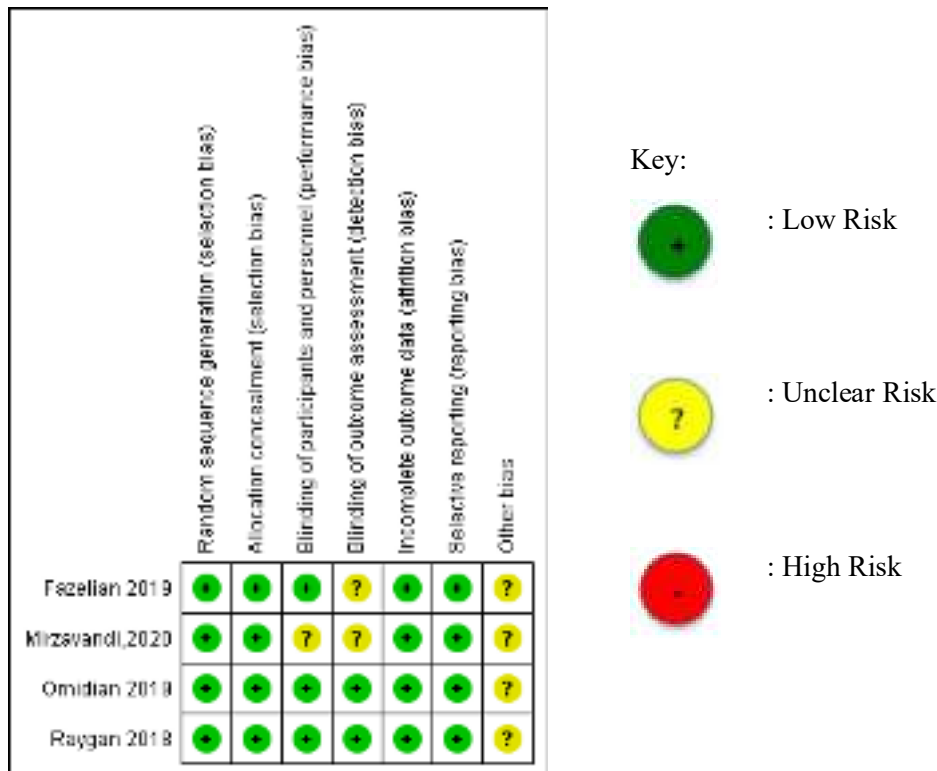 Random sequence generation (selection bias)
Allocation concealment (selection bias)
Blinding of participants and personnel (performance bias)
Blinding of outcome assessment (detection bias)
Incomplete outcome data (attrition bias)
Selective reporting (reporting bias)
Other bias
Fazelian 2019 + + + ? + + ?
Mirzavandi,2020 + + ? ? + + ?
Omidian 2019 + + + + + + ?
Raygan 2018 + + + + + + ?
Key:
+ : Low Risk
? : Unclear Risk
- : High Risk